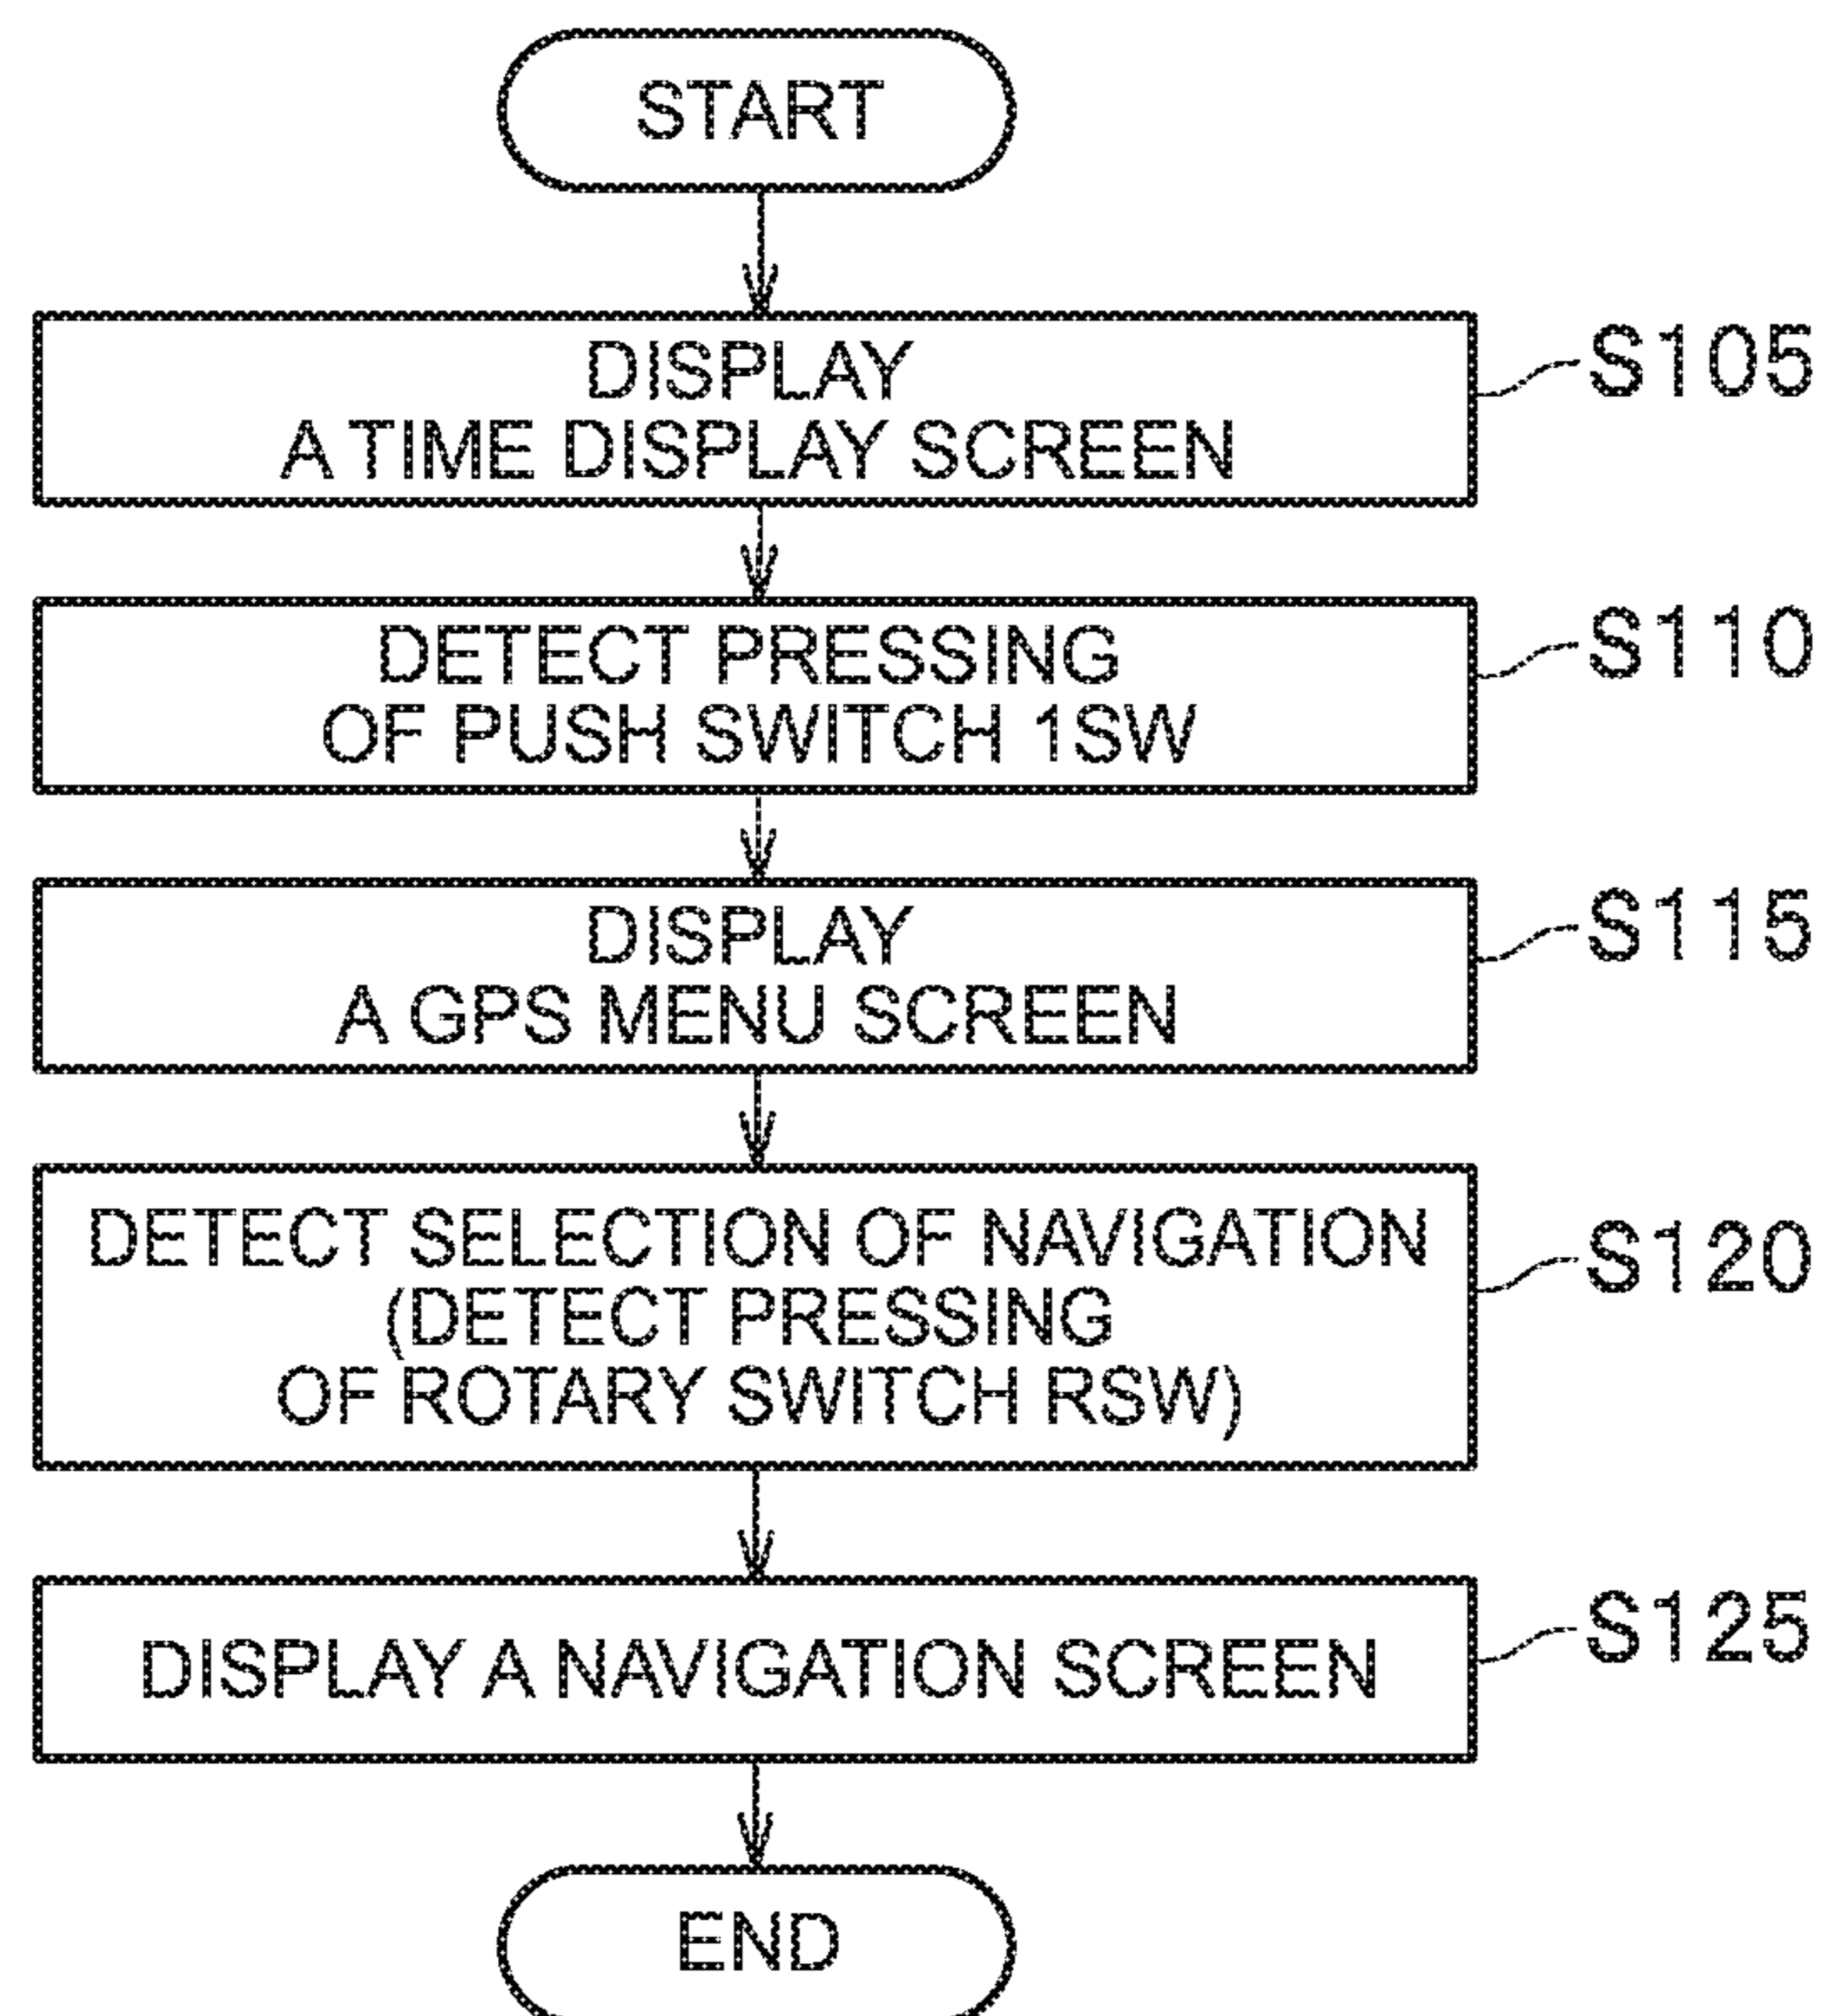 START
DISPLAY
A TIME DISPLAY SCREEN
S105
DETECT PRESSING
OF PUSH SWITCH 1SW
S110
DISPLAY
A GPS MENU SCREEN
S115
DETECT SELECTION OF NAVIGATION
(DETECT PRESSING
OF ROTARY SWITCH RSW)
S120
DISPLAY A NAVIGATION SCREEN
S125
END